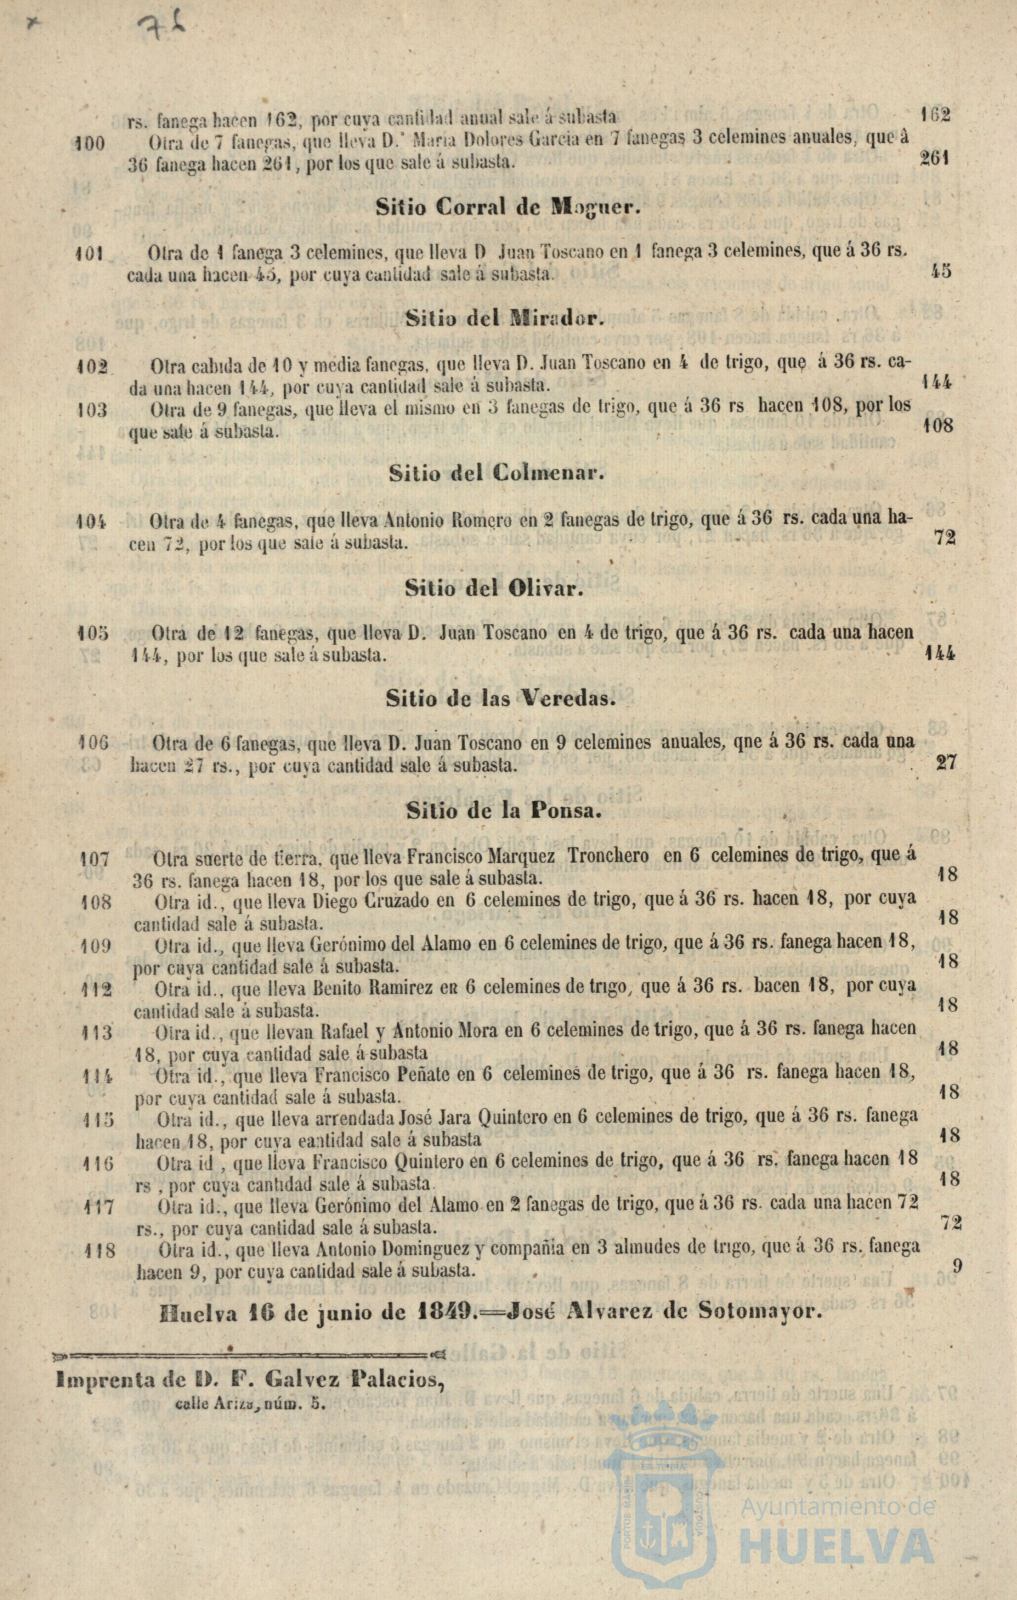 76
rs. fanega hacen 162, por cuya cantidad anual sale á subasta 162
100 Otra de 7 fanegas, que lleva D.ª Maria Dolores Garcia en 7 fanegas 3 celemines anuales, que á
36 fanega hacen 261, por los que sale á subasta. 261
Sitio Corral de Moguer.
101 Otra de 1 fanega 3 celemines, que lleva D Juan Toscano en 1 fanega 3 celemines, que á 36 rs.
cada una hacen 45, por cuya cantidad sale á subasta. 45
Sitio del Mirador.
102 Otra cabida de 10 y media fanegas, que lleva D. Juan Toscano en 4 de trigo, que á 36 rs. ca-
da una hacen 144, por cuya cantidad sale á subasta. 144
103 Otra de 9 fanegas, que lleva el mismo en 3 fanegas de trigo, que á 36 rs hacen 108, por los
que sale á subasta. 108
Sitio del Colmenar.
104 Otra de 4 fanegas, que lleva Antonio Romero en 2 fanegas de trigo, que á 36 rs. cada una ha-
cen 72, por los que sale á subasta. 72
Sitio del Olivar.
105 Otra de 12 fanegas, que lleva D. Juan Toscano en 4 de trigo, que á 36 rs. cada una hacen
144, por los que sale á subasta. 144
Sitio de las Veredas.
106 Otra de 6 fanegas, que lleva D. Juan Toscano en 9 celemines anuales, qne á 36 rs. cada una
hacen 27 rs., por cuya cantidad sale á subasta. 27
Sitio de la Ponsa.
107 Otra suerte de tierra, que lleva Francisco Marquez Tronchero en 6 celemines de trigo, que á
36 rs. fanega hacen 18, por los que sale á subasta. 18
108 Otra id., que lleva Diego Cruzado en 6 celemines de trigo, que á 36 rs. hacen 18, por cuya
cantidad sale á subasta. 18
109 Otra id., que lleva Gerónimo del Alamo en 6 celemines de trigo, que á 36 rs. fanega hacen 18,
por cuya cantidad sale á subasta. 18
112 Otra id., que lleva Benito Ramirez en 6 celemines de trigo, que á 36 rs. hacen 18, por cuya
cantidad sale á subasta. 18
113 Otra id., que llevan Rafael y Antonio Mora en 6 celemines de trigo, que á 36 rs. fanega hacen
18, por cuya cantidad sale á subasta 18
114 Otra id., que lleva Francisco Peñate en 6 celemines de trigo, que á 36 rs. fanega hacen 18,
por cuya cantidad sale á subasta. 18
115 Otra id., que lleva arrendada José Jara Quintero en 6 celemines de trigo, que á 36 rs. fanega
hacen 18, por cuya eantidad sale á subasta 18
116 Otra id , que lleva Francisco Quintero en 6 celemines de trigo, que á 36 rs. fanega hacen 18
rs , por cuya cantidad sale á subasta. 18
117 Otra id., que lleva Gerónimo del Alamo en 2 fanegas de trigo, que á 36 rs. cada una hacen 72
rs., por cuya cantidad sale á subasta. 72
118 Otra id., que lleva Antonio Dominguez y compañia en 3 almudes de trigo, que á 36 rs. fanega
hacen 9, por cuya cantidad sale á subasta. 9
Huelva 16 de junio de 1849.=José Alvarez de Sotomayor.
Imprenta de D. F. Galvez Palacios,
calle Ariza, núm. 5.
Ayuntamiento de
HUELVA